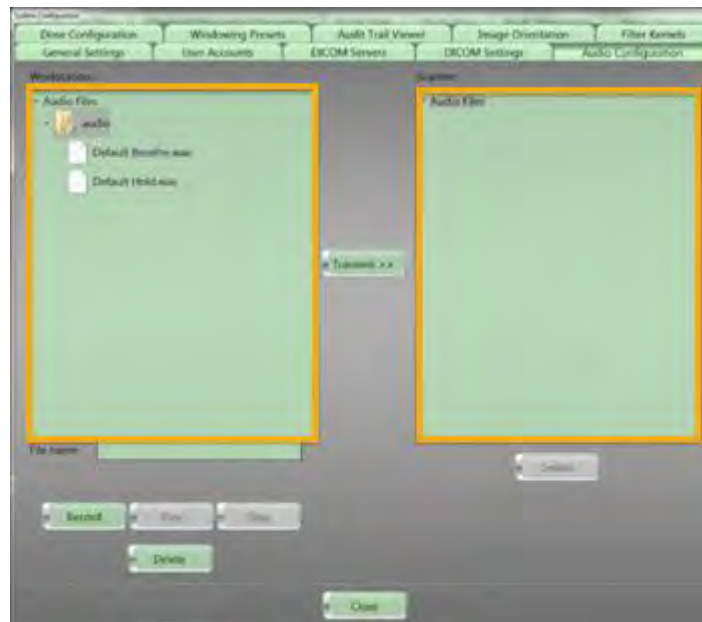 System Configuration
Dose Configuration Windowing Presets Audit Trail Viewer Image Orientation Filter Kernels
General Settings User Accounts DICOM Servers DICOM Settings Audio Configuration
Workstation: Scanner:
Audio Files Audio Files
audio
Default Breathe.wav
Default Hold.wav
Transmit >>
File name:
Record Play Stop
Delete
Close